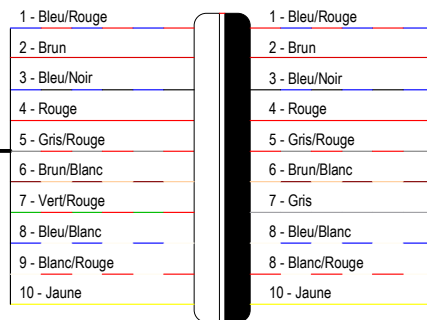 1 - Bleu/Rouge
2 - Brun
3 - Bleu/Noir
4 - Rouge
5 - Gris/Rouge
6 - Brun/Blanc
7 - Vert/Rouge
8 - Bleu/Blanc
9 - Blanc/Rouge
10 - Jaune
1 - Bleu/Rouge
2 - Brun
3 - Bleu/Noir
4 - Rouge
5 - Gris/Rouge
6 - Brun/Blanc
7 - Gris
8 - Bleu/Blanc
8 - Blanc/Rouge
10 - Jaune